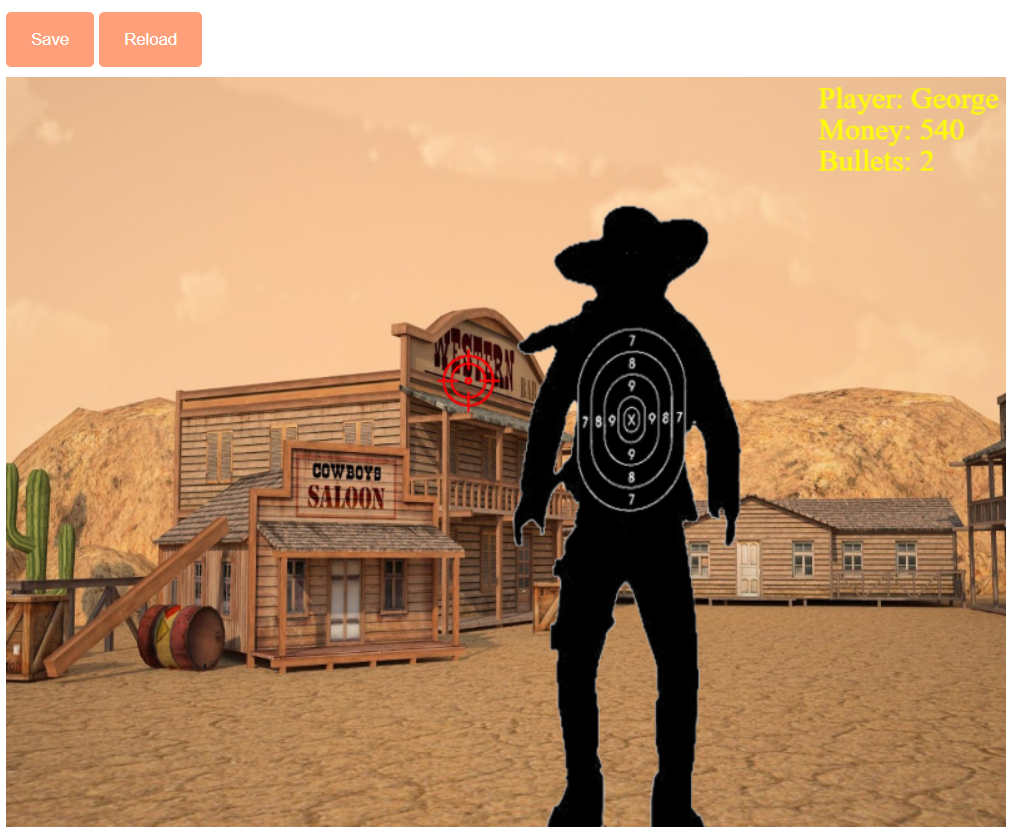 Save
Reload
Player: George
Money: 540
Bullets: 2
WESTERN
BAR
COWBOYS
SALOON
7
8
9
7 8 9 X 9 8 7
9
8
7